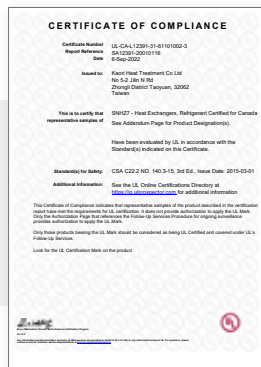 CERTIFICATE OF COMPLIANCE
Certificate Number UL-CA-L12391-31-61101002-3
Report Reference SA12391-20010116
Date 6-Sep-2022
Issued to: Kaori Heat Treatment Co Ltd
No 5-2 Jilin N Rd
Zhongli District Taoyuan, 32062
Taiwan
This is to certify that SNHZ7 - Heat Exchangers, Refrigerant Certified for Canada
representative samples of See Addendum Page for Product Designation(s).
Have been evaluated by UL in accordance with the
Standard(s) indicated on this Certificate.
Standard(s) for Safety: CSA C22.2 NO. 140.3-15, 3rd Ed., Issue Date: 2015-03-01
Additional Information: See the UL Online Certifications Directory at
https://iq.ulprospector.com for additional information
This Certificate of Compliance indicates that representative samples of the product described in the certification
report have met the requirements for UL certification. It does not provide authorization to apply the UL Mark.
Only the Authorization Page that references the Follow-Up Services Procedure for ongoing surveillance
provides authorization to apply the UL Mark.
Only those products bearing the UL Mark should be considered as being UL Certified and covered under UL's
Follow-Up Services.
Look for the UL Certification Mark on the product.
UL